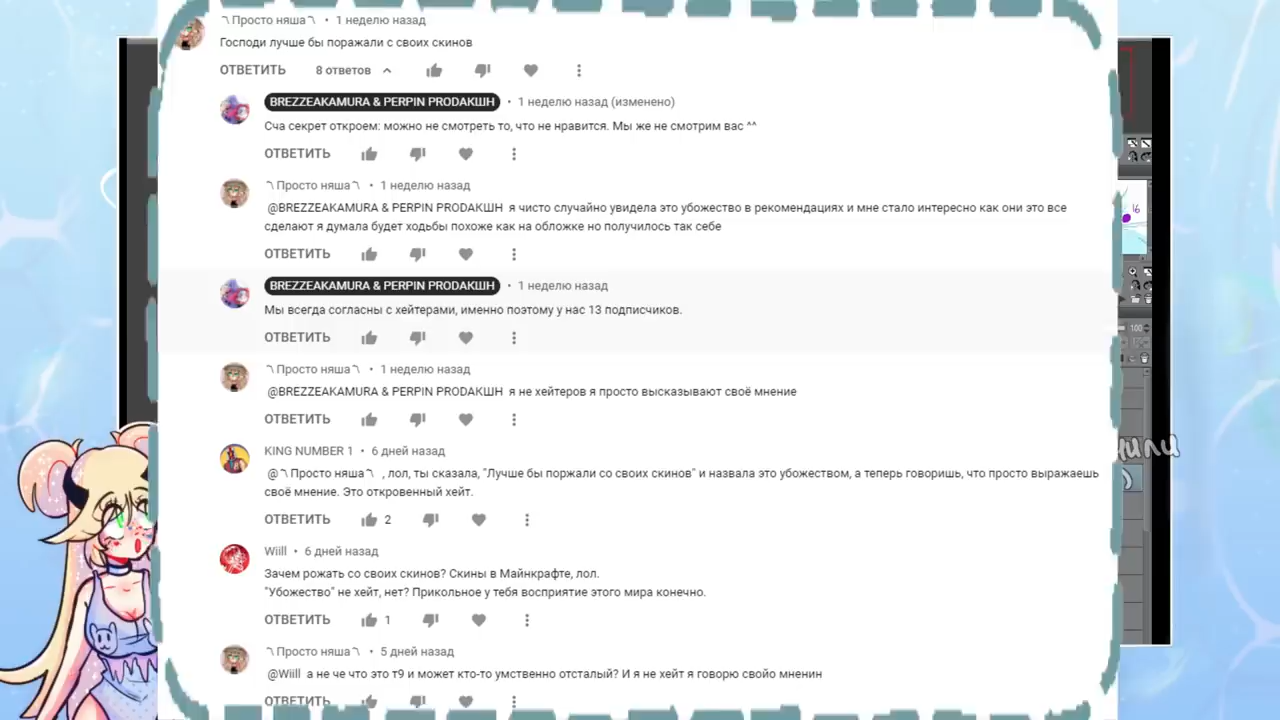 〽Просто няша〽 • 1 неделю назад
Господи лучше бы поражали с своих скинов
ОТВЕТИТЬ 8 ответов
BREZZEAKAMURA & PERPIN PRODAKШН • 1 неделю назад (изменено)
Сча секрет откроем: можно не смотреть то, что не нравится. Мы же не смотрим вас ^^
ОТВЕТИТЬ
〽Просто няша〽 • 1 неделю назад
@BREZZEAKAMURA & PERPIN PRODAKШН я чисто случайно увидела это убожество в рекомендациях и мне стало интересно как они это все
сделают я думала будет ходьбы похоже как на обложке но получилось так себе
ОТВЕТИТЬ
BREZZEAKAMURA & PERPIN PRODAKШН • 1 неделю назад
Мы всегда согласны с хейтерами, именно поэтому у нас 13 подписчиков.
ОТВЕТИТЬ
〽Просто няша〽 • 1 неделю назад
@BREZZEAKAMURA & PERPIN PRODAKШН я не хейтеров я просто высказывают своё мнение
ОТВЕТИТЬ
KING NUMBER 1 • 6 дней назад
@〽Просто няша〽 , лол, ты сказала, "Лучше бы поржали со своих скинов" и назвала это убожеством, а теперь говоришь, что просто выражаешь
своё мнение. Это откровенный хейт.
ОТВЕТИТЬ 2
Wiill • 6 дней назад
Зачем рожать со своих скинов? Скины в Майнкрафте, лол.
"Убожество" не хейт, нет? Прикольное у тебя восприятие этого мира конечно.
ОТВЕТИТЬ 1
〽Просто няша〽 • 5 дней назад
@Wiill а не че что это т9 и может кто-то умственно отсталый? И я не хейт я говорю свойо мнении
ОТВЕТИТЬ
16
100